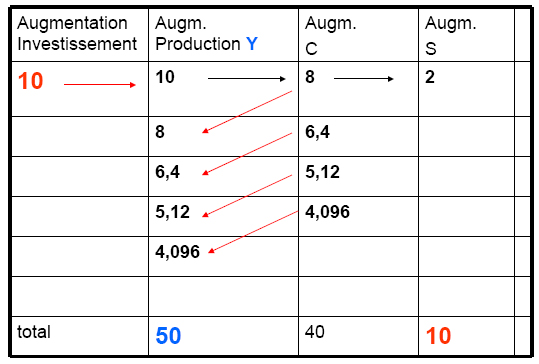 Augmentation
Investissement
Augm.
Production Y
Augm.
C
Augm.
S
10
10
8
2
8
6,4
6,4
5,12
5,12
4,096
4,096
total
50
40
10